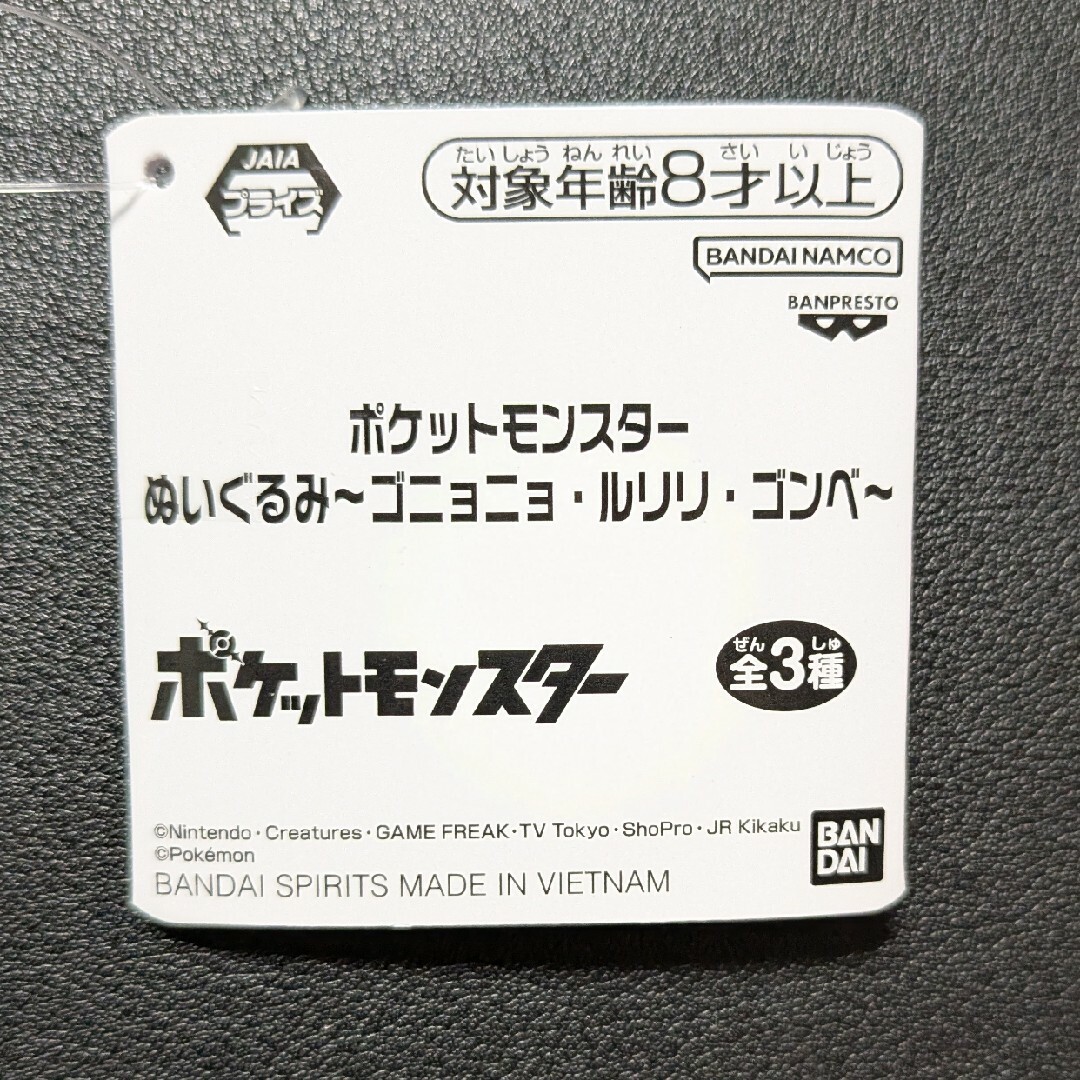 JAIA
プライズ
たいしょうねんれい さいいじょう
対象年齢8才以上
BANDAI NAMCO
BANPRESTO
ポケットモンスター
ぬいぐるみ~ゴニョニョ・ルリリ・ゴンベ~
ポケットモンスター
ぜん しゅ
全3種
©Nintendo・Creatures・GAME FREAK・TV Tokyo・ShoPro・JR Kikaku
©Pokémon
BANDAI SPIRITS MADE IN VIETNAM
BAN
DAI